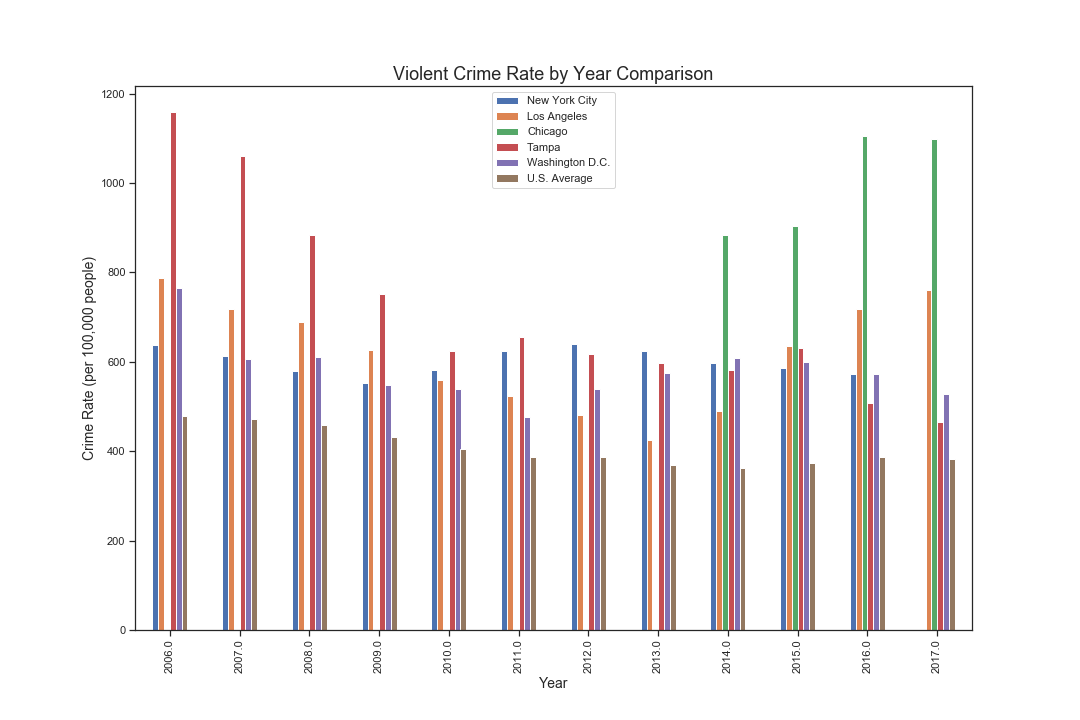 Violent Crime Rate by Year Comparison
New York City
Los Angeles
Chicago
Tampa
Washington D.C.
U.S. Average
Crime Rate (per 100,000 people)
1200
1000
800
600
400
200
0
2006.0
2007.0
2008.0
2009.0
2010.0
2011.0
2012.0
2013.0
2014.0
2015.0
2016.0
2017.0
Year